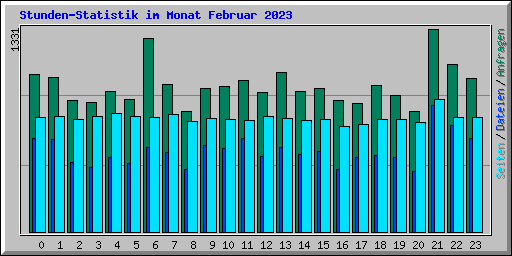 Stunden-Statistik im Monat Februar 2023
1331
Seiten / Dateien / Anfragen
0 1 2 3 4 5 6 7 8 9 10 11 12 13 14 15 16 17 18 19 20 21 22 23